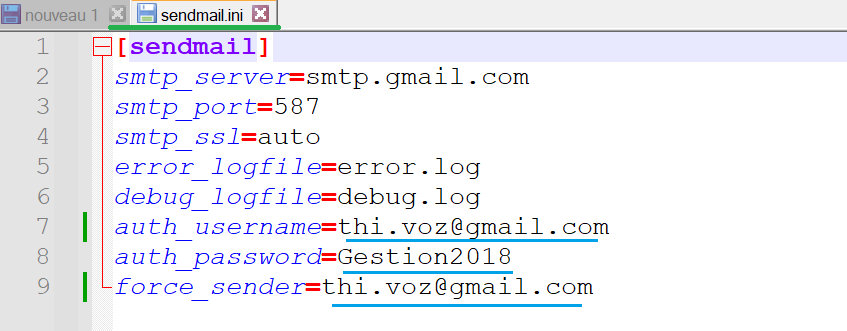 nouveau 1 sendmail.ini
1 [sendmail]
2 smtp_server=smtp.gmail.com
3 smtp_port=587
4 smtp_ssl=auto
5 error_logfile=error.log
6 debug_logfile=debug.log
7 auth_username=thi.voz@gmail.com
8 auth_password=Gestion2018
9 force_sender=thi.voz@gmail.com